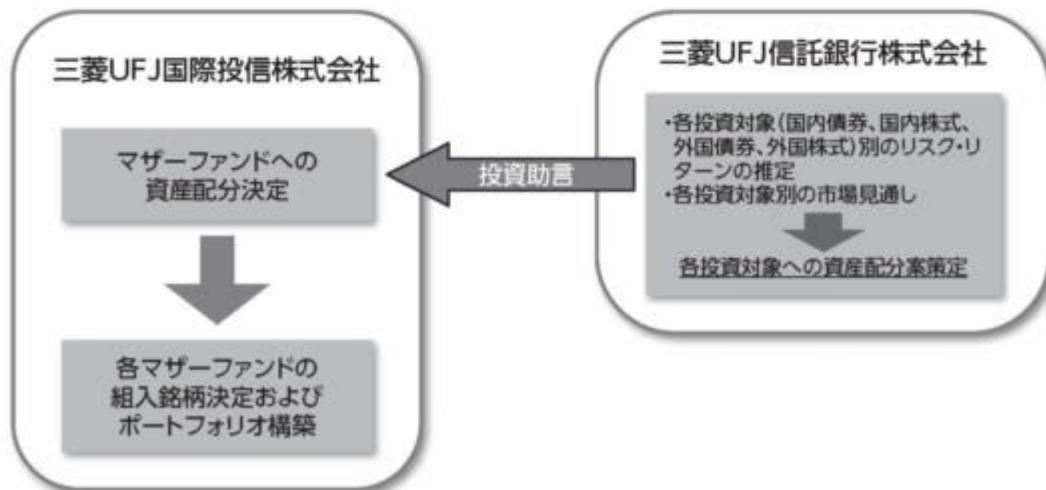 三菱UFJ国際投信株式会社
マザーファンドへの
資産配分決定
各マザーファンドの
組入銘柄決定および
ポートフォリオ構築
投資助言
三菱UFJ信託銀行株式会社
・各投資対象(国内債券、国内株式、
外国債券、外国株式)別のリスク・リ
ターンの推定
・各投資対象別の市場見通し
各投資対象への資産配分案策定